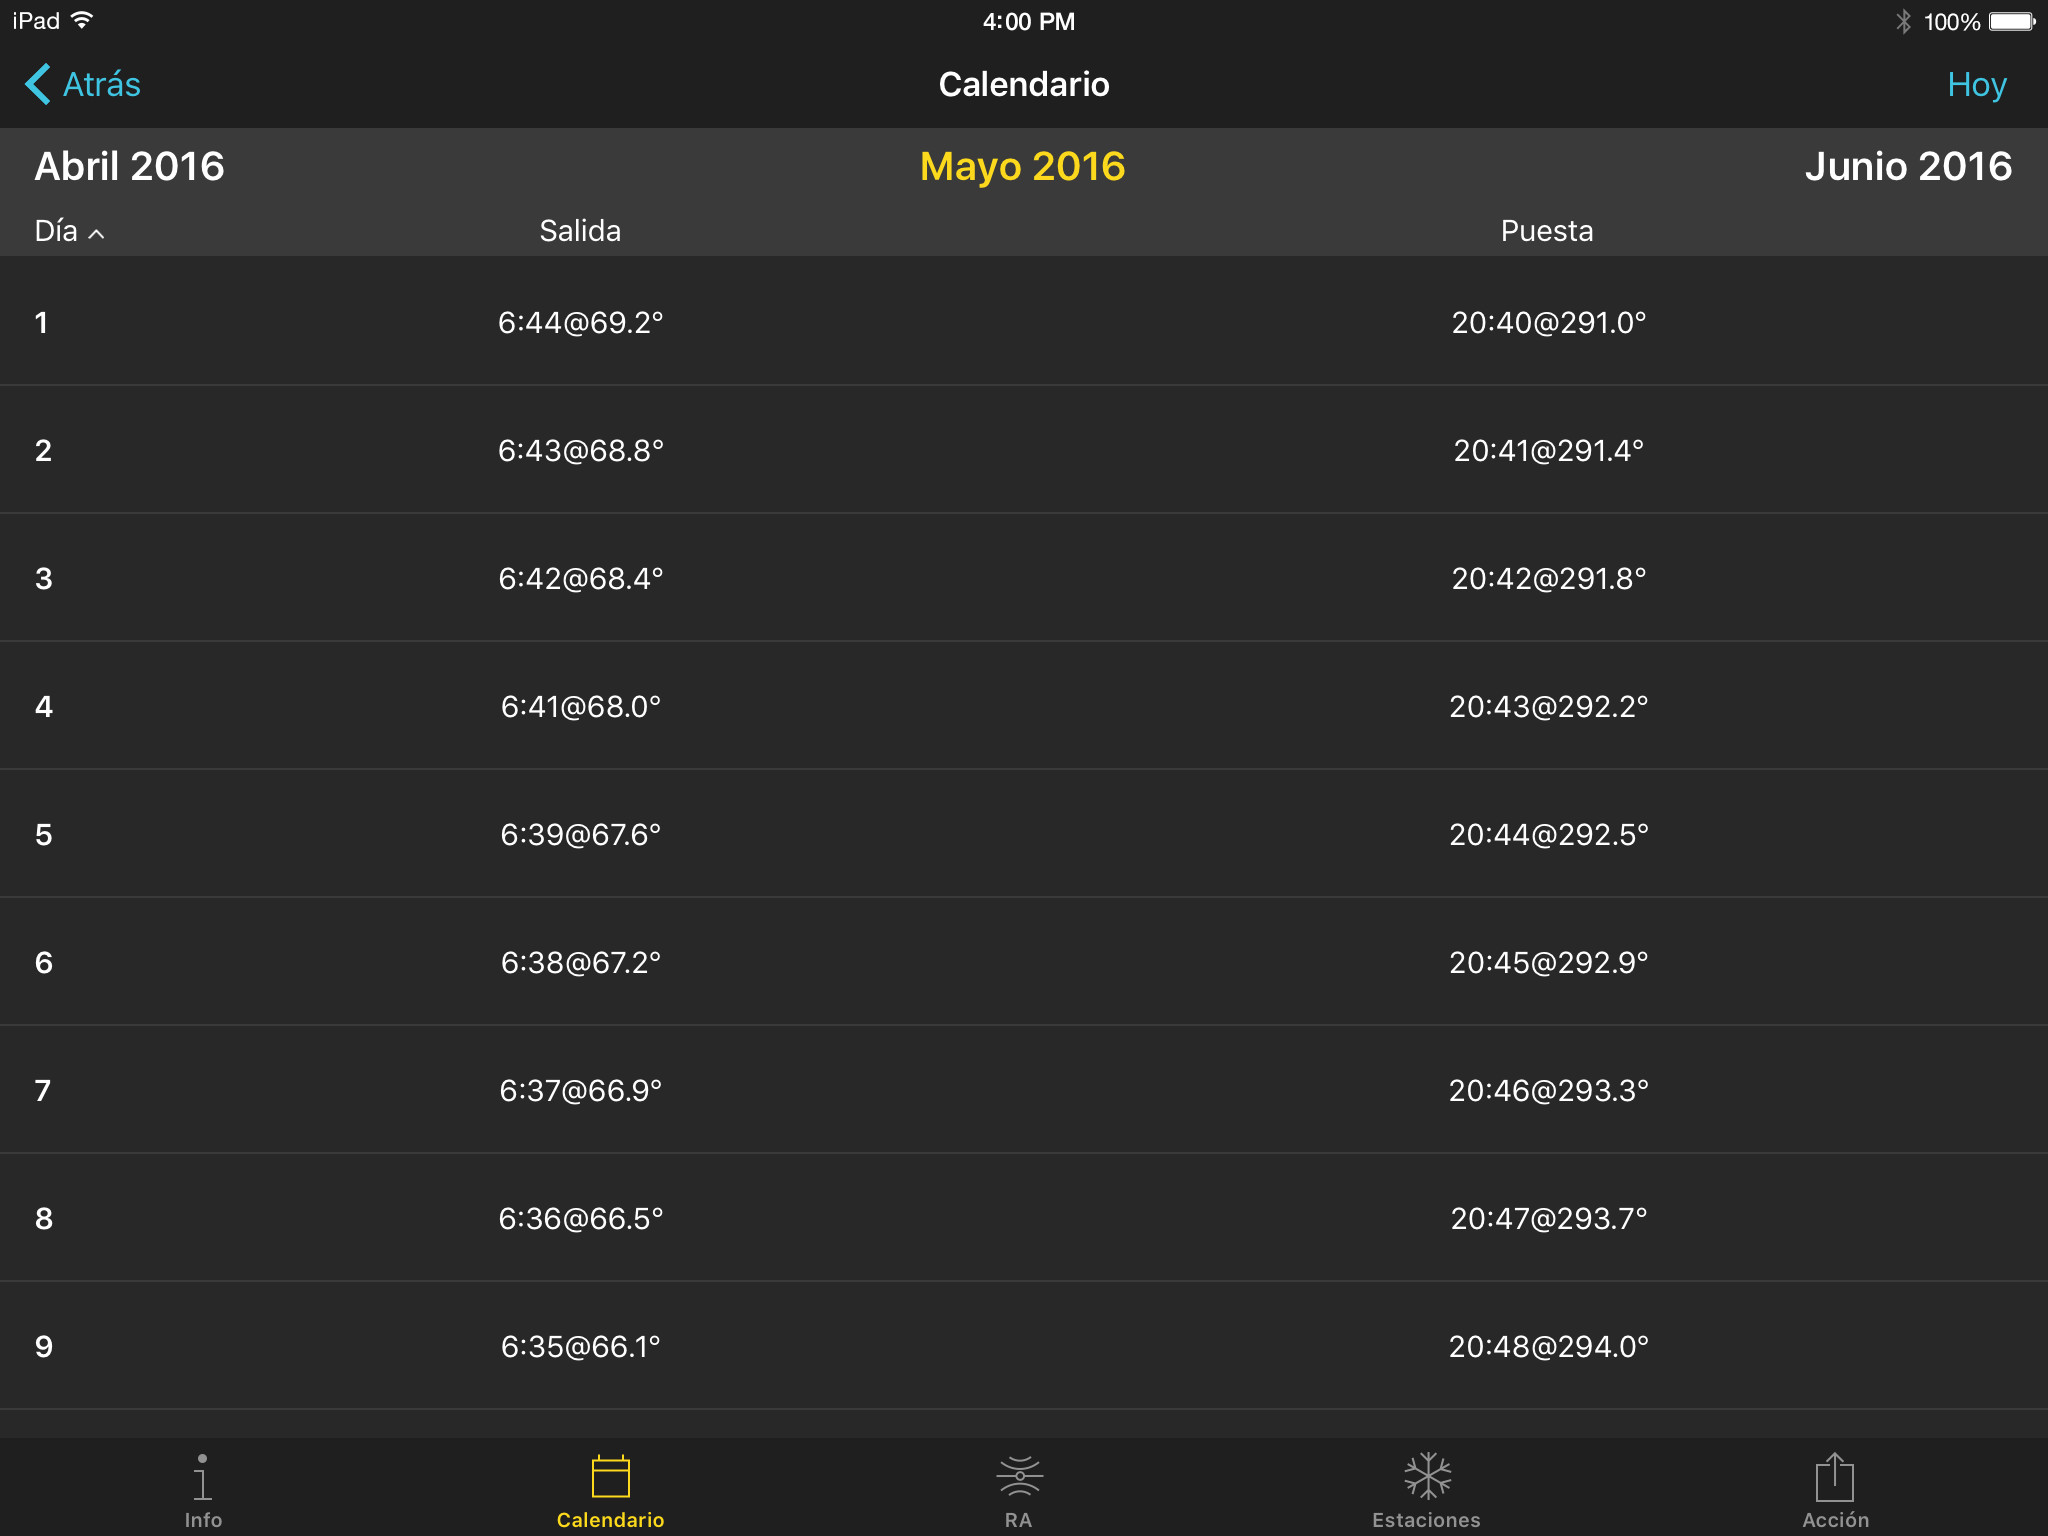 iPad 4:00 PM 100%
Atrás Calendario Hoy
Abril 2016 Mayo 2016 Junio 2016
Día Salida Puesta
1 6:44@69.2° 20:40@291.0°
2 6:43@68.8° 20:41@291.4°
3 6:42@68.4° 20:42@291.8°
4 6:41@68.0° 20:43@292.2°
5 6:39@67.6° 20:44@292.5°
6 6:38@67.2° 20:45@292.9°
7 6:37@66.9° 20:46@293.3°
8 6:36@66.5° 20:47@293.7°
9 6:35@66.1° 20:48@294.0°
Info Calendario RA Estaciones Acción